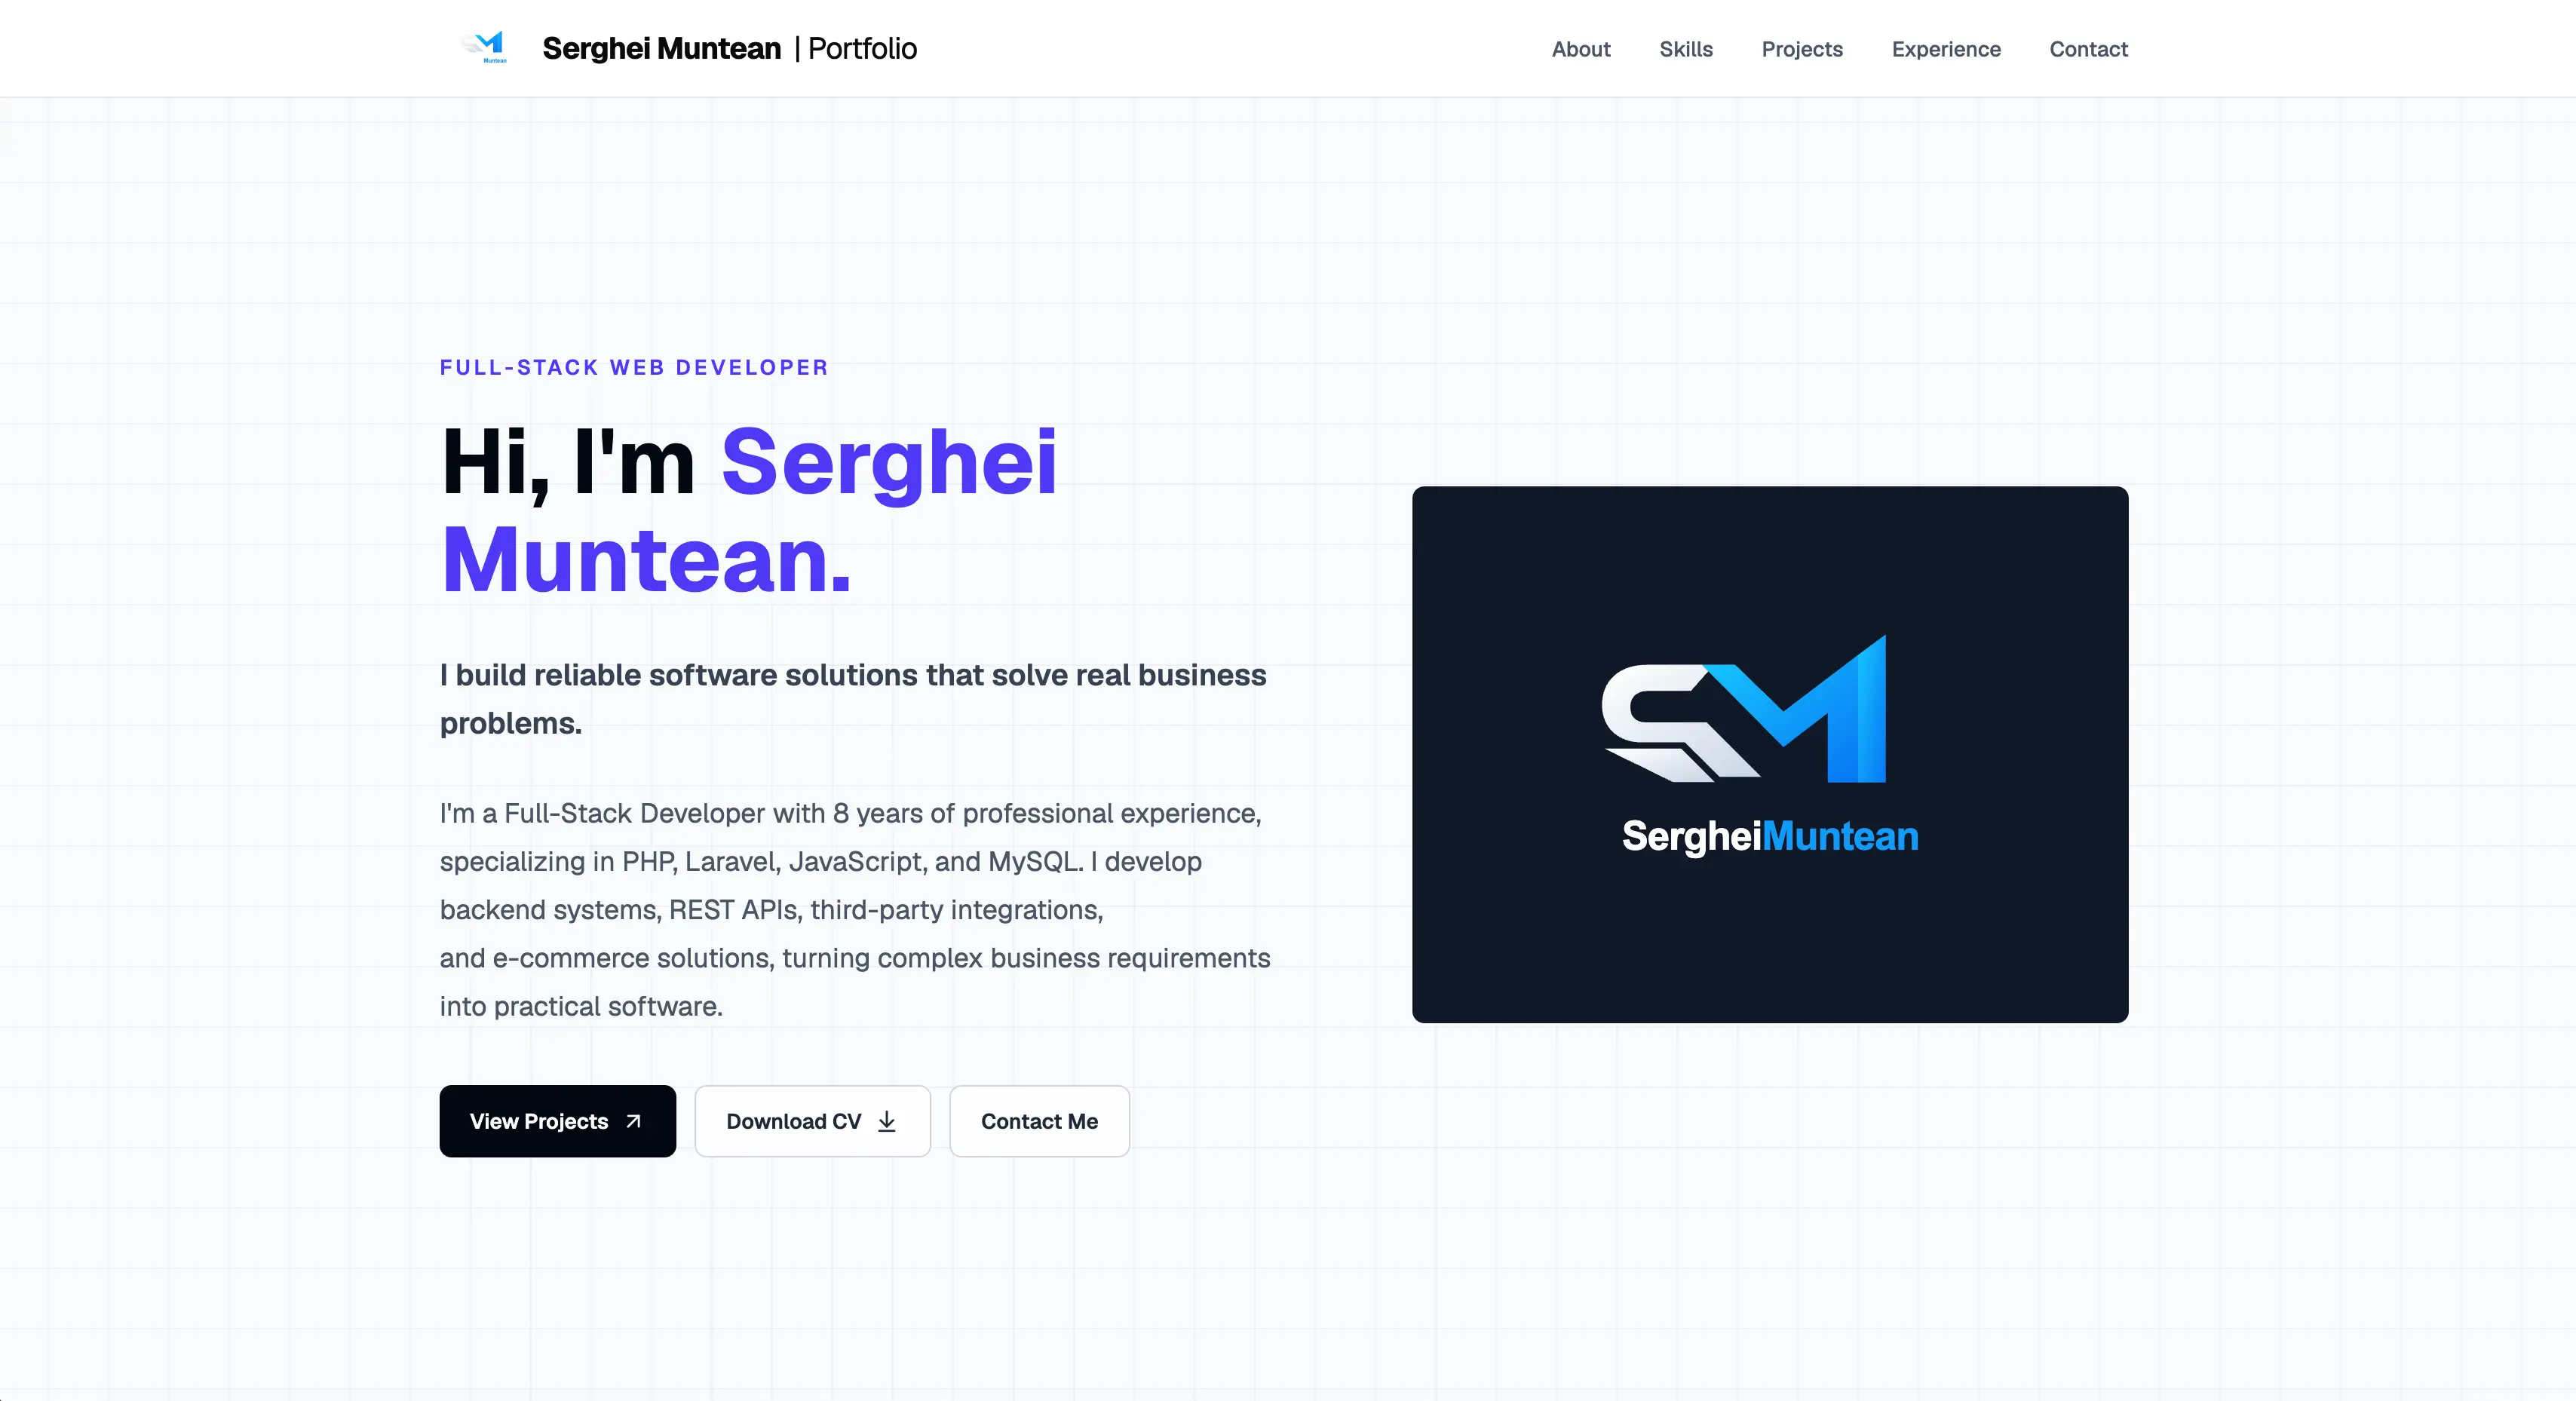 Muntean
Serghei Muntean | Portfolio
About
Skills
Projects
Experience
Contact
FULL-STACK WEB DEVELOPER
Hi, I'm Serghei
Muntean.
I build reliable software solutions that solve real business
problems.
I'm a Full-Stack Developer with 8 years of professional experience,
specializing in PHP, Laravel, JavaScript, and MySQL. I develop
backend systems, REST APIs, third-party integrations,
and e-commerce solutions, turning complex business requirements
into practical software.
View Projects
Download CV
Contact Me
SM
SergheiMuntean